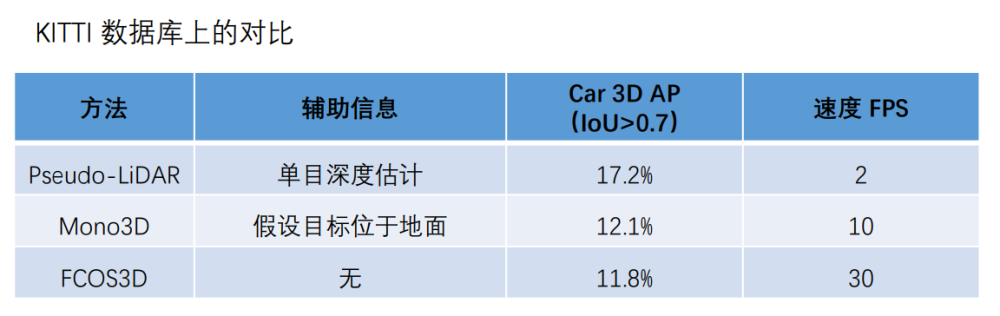 KITTI 数据库上的对比
方法 辅助信息 Car 3D AP (IoU>0.7) 速度 FPS
Pseudo-LiDAR 单目深度估计 17.2% 2
Mono3D 假设目标位于地面 12.1% 10
FCOS3D 无 11.8% 30